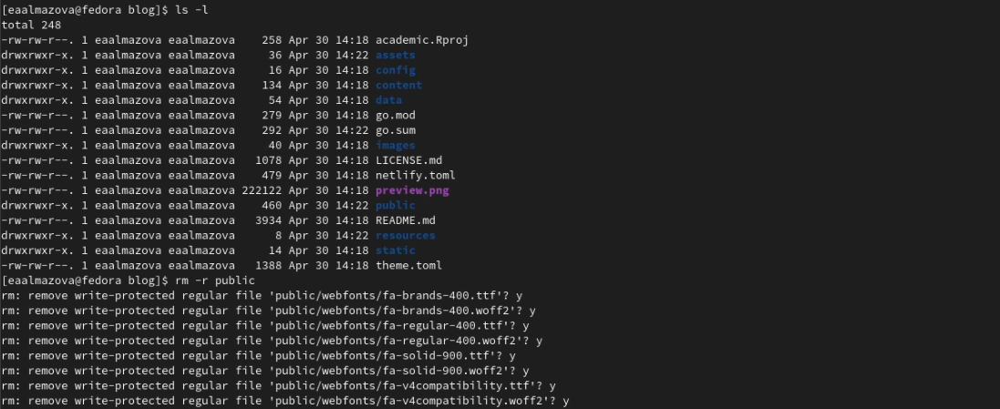 [eaalmazova@fedora blog]$ ls -l
total 248
-rw-rw-r--. 1 eaalmazova eaalmazova    258 Apr 30 14:18 academic.Rproj
drwxrwxr-x. 1 eaalmazova eaalmazova     36 Apr 30 14:22 assets
drwxrwxr-x. 1 eaalmazova eaalmazova     16 Apr 30 14:18 config
drwxrwxr-x. 1 eaalmazova eaalmazova    134 Apr 30 14:18 content
drwxrwxr-x. 1 eaalmazova eaalmazova     54 Apr 30 14:18 data
-rw-rw-r--. 1 eaalmazova eaalmazova    279 Apr 30 14:18 go.mod
-rw-rw-r--. 1 eaalmazova eaalmazova    292 Apr 30 14:22 go.sum
drwxrwxr-x. 1 eaalmazova eaalmazova     40 Apr 30 14:18 images
-rw-rw-r--. 1 eaalmazova eaalmazova   1078 Apr 30 14:18 LICENSE.md
-rw-rw-r--. 1 eaalmazova eaalmazova    479 Apr 30 14:18 netlify.toml
-rw-rw-r--. 1 eaalmazova eaalmazova 222122 Apr 30 14:18 preview.png
drwxrwxr-x. 1 eaalmazova eaalmazova    460 Apr 30 14:22 public
-rw-rw-r--. 1 eaalmazova eaalmazova   3934 Apr 30 14:18 README.md
drwxrwxr-x. 1 eaalmazova eaalmazova      8 Apr 30 14:22 resources
drwxrwxr-x. 1 eaalmazova eaalmazova     14 Apr 30 14:18 static
-rw-rw-r--. 1 eaalmazova eaalmazova   1388 Apr 30 14:18 theme.toml
[eaalmazova@fedora blog]$ rm -r public
rm: remove write-protected regular file 'public/webfonts/fa-brands-400.ttf'? y
rm: remove write-protected regular file 'public/webfonts/fa-brands-400.woff2'? y
rm: remove write-protected regular file 'public/webfonts/fa-regular-400.ttf'? y
rm: remove write-protected regular file 'public/webfonts/fa-regular-400.woff2'? y
rm: remove write-protected regular file 'public/webfonts/fa-solid-900.ttf'? y
rm: remove write-protected regular file 'public/webfonts/fa-solid-900.woff2'? y
rm: remove write-protected regular file 'public/webfonts/fa-v4compatibility.ttf'? y
rm: remove write-protected regular file 'public/webfonts/fa-v4compatibility.woff2'? y